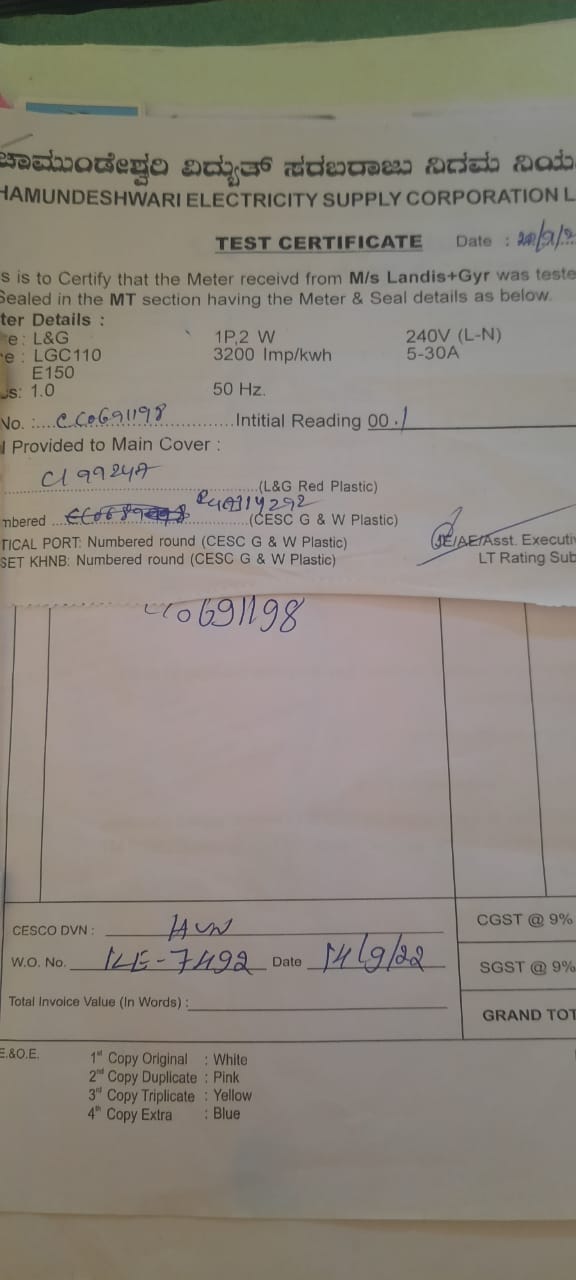 ಚಾಮುಂಡೇಶ್ವರಿ ವಿದ್ಯುತ್ ಸರಬರಾಜು ನಿಗಮ ನಿಯ
HAMUNDESHWARI ELECTRICITY SUPPLY CORPORATION L
TEST CERTIFICATE Date :
s is to Certify that the Meter receivd from M/s Landis+Gyr was teste
Sealed in the MT section having the Meter & Seal details as below.
ter Details :
e : L&G 1P,2 W 240V (L-N)
e : LGC110 3200 Imp/kwh 5-30A
E150
us: 1.0 50 Hz.
No. : CC0691198 Intitial Reading 00.1
l Provided to Main Cover :
(L&G Red Plastic)
mbered (CESC G & W Plastic)
TICAL PORT: Numbered round (CESC G & W Plastic)
SET KHNB: Numbered round (CESC G & W Plastic)
JE/AE/Asst. Executiv
LT Rating Sub
CC0691198
CESCO DVN : CGST @ 9%
W.O. No. ILE-7492 Date 14/9/22 SGST @ 9%
Total Invoice Value (In Words) :
GRAND TOT
E.&O.E. 1st Copy Original : White
2nd Copy Duplicate : Pink
3rd Copy Triplicate : Yellow
4th Copy Extra : Blue